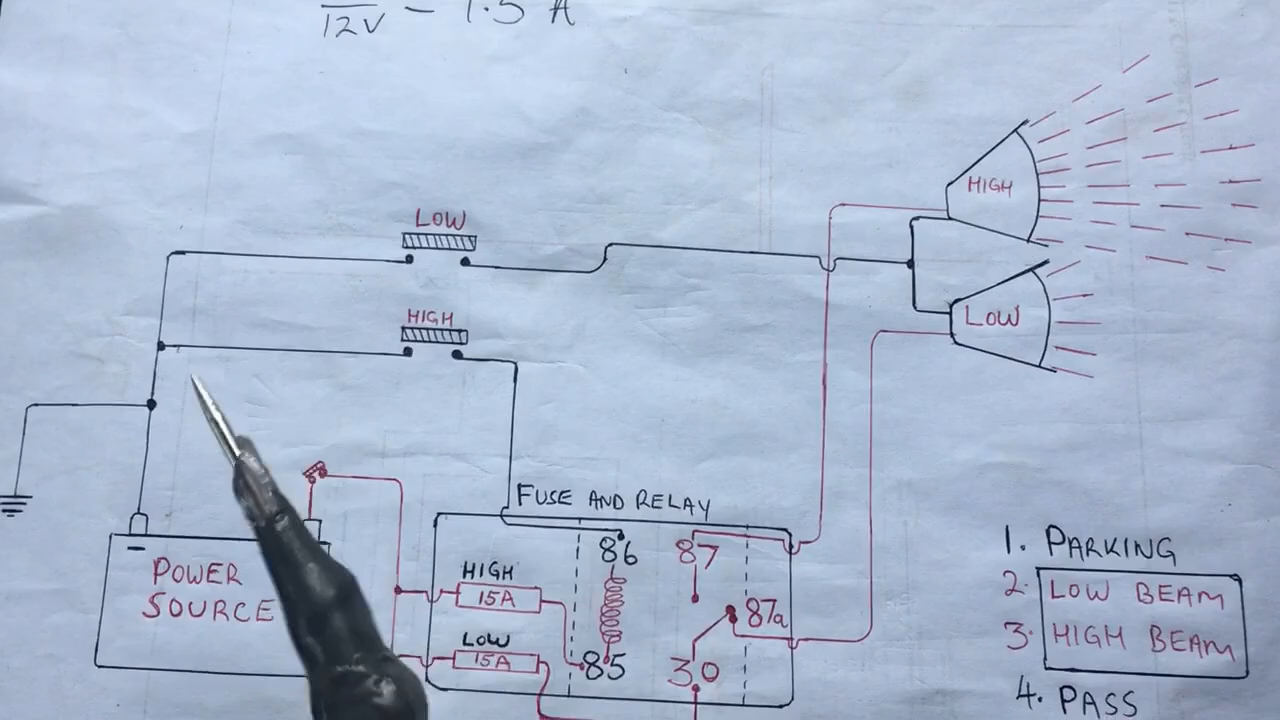 12V = 1.5 A
LOW
HIGH
HIGH
LOW
POWER
SOURCE
FUSE AND RELAY
HIGH
15A
LOW
15A
86
85
87
87a
30
1. PARKING
2. LOW BEAM
3. HIGH BEAM
4. PASS